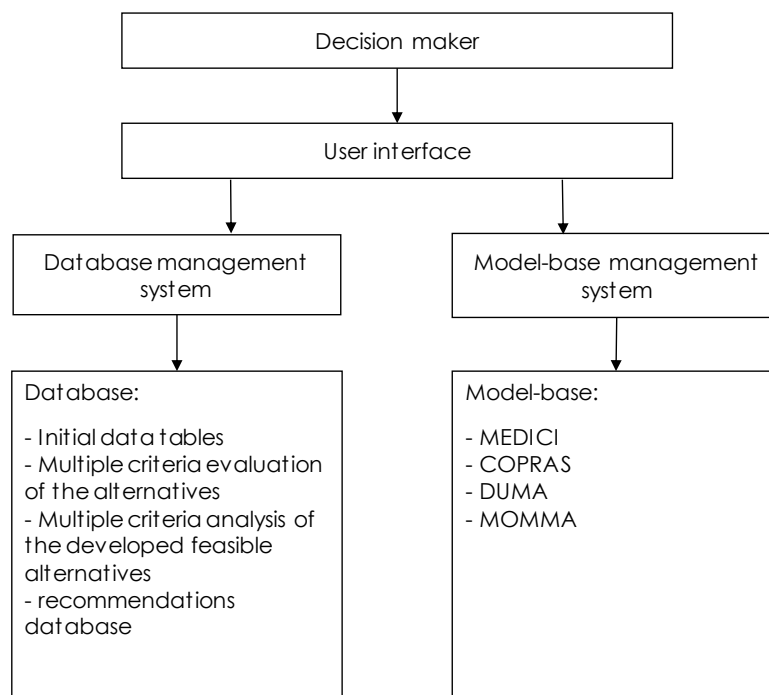 Decision maker
User interface
Database management
system
Model-base management
system
Database:
- Initial data tables
- Multiple criteria evaluation
of the alternatives
- Multiple criteria analysis of
the developed feasible
alternatives
- recommendations
database
Model-base:
- MEDICI
- COPRAS
- DUMA
- MOMMA